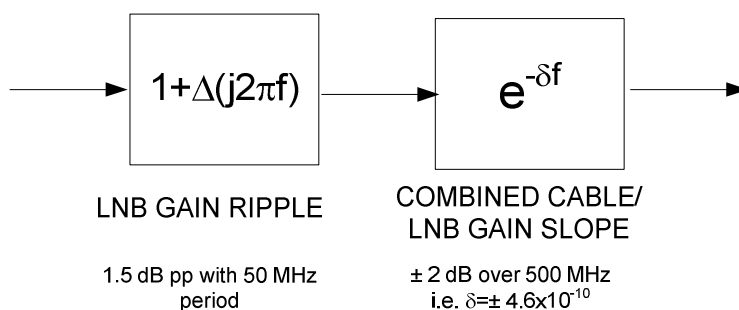 1+Δ(j2πf)
e^-δf
LNB GAIN RIPPLE
COMBINED CABLE/
LNB GAIN SLOPE
1.5 dB pp with 50 MHz
period
± 2 dB over 500 MHz
i.e. δ=± 4.6x10^-10